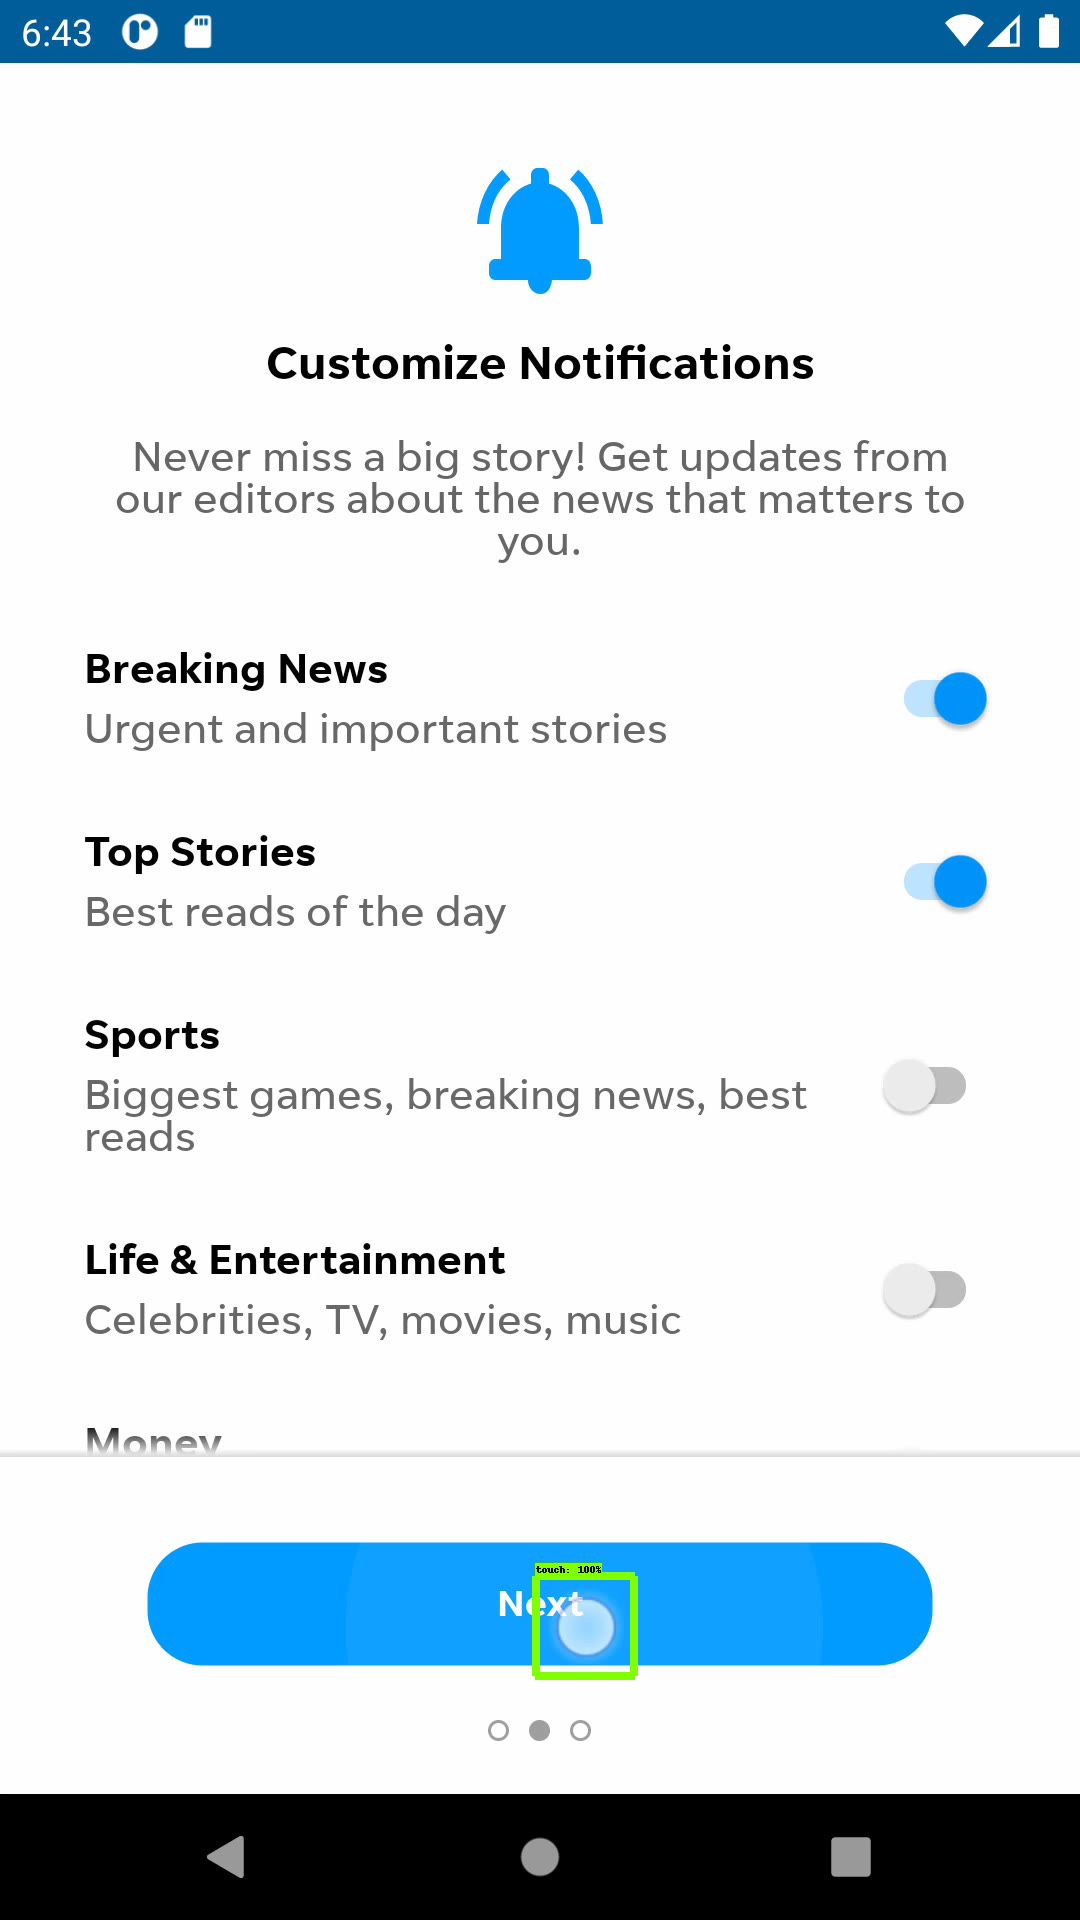 6:43
Customize Notifications
Never miss a big story! Get updates from
our editors about the news that matters to
you.
Breaking News
Urgent and important stories
Top Stories
Best reads of the day
Sports
Biggest games, breaking news, best
reads
Life & Entertainment
Celebrities, TV, movies, music
Money
touch: 100%
Next